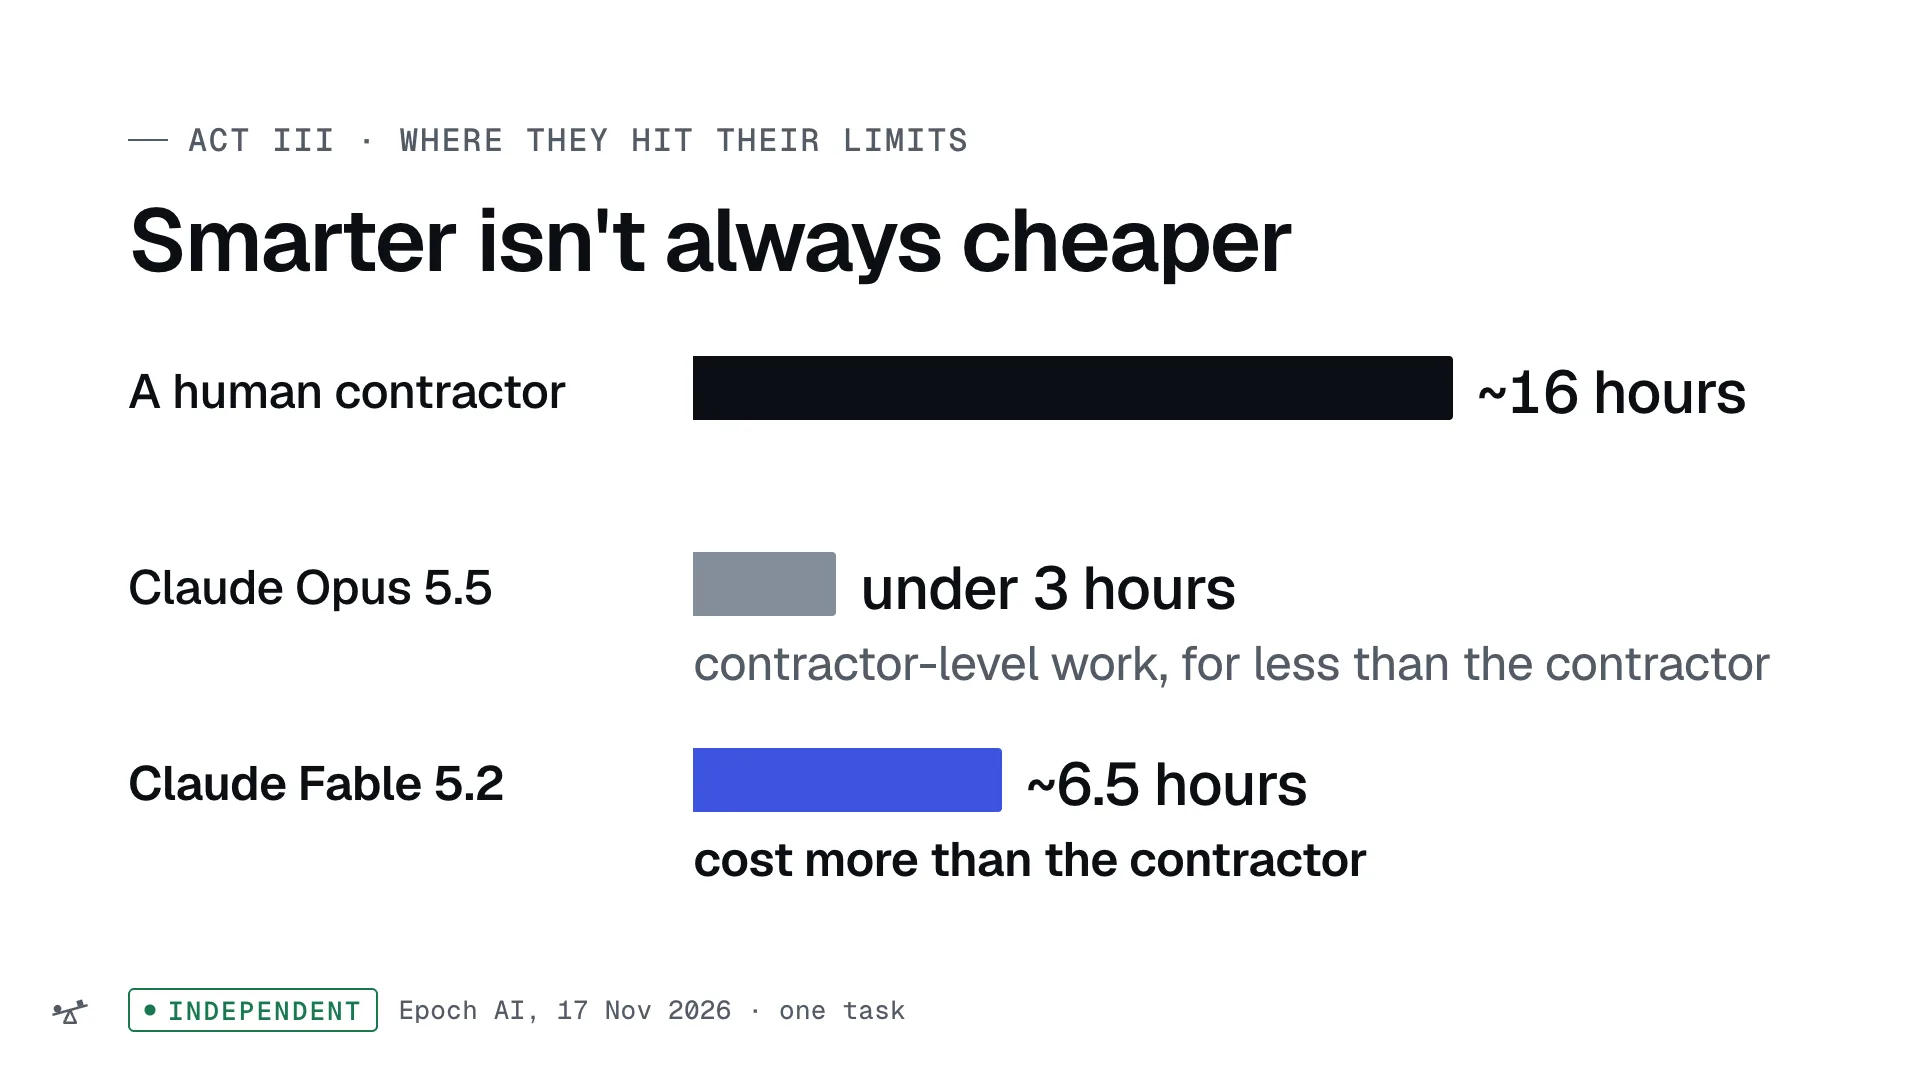 ACT III · WHERE THEY HIT THEIR LIMITS
Smarter isn't always cheaper
A human contractor
~16 hours
Claude Opus 5.5
under 3 hours
contractor-level work, for less than the contractor
Claude Fable 5.2
~6.5 hours
cost more than the contractor
INDEPENDENT
Epoch AI, 17 Nov 2026 · one task